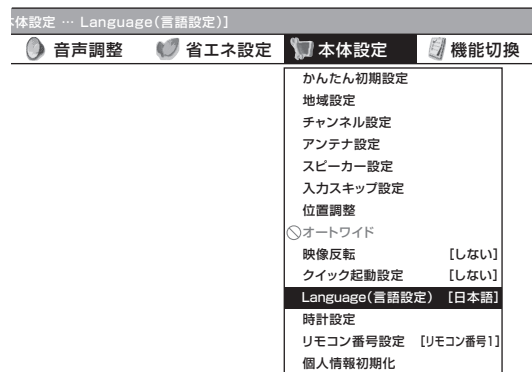 体設定 … Language(言語設定)]
音声調整 省エネ設定 本体設定 機能切換
かんたん初期設定
地域設定
チャンネル設定
アンテナ設定
スピーカー設定
入力スキップ設定
位置調整
オートワイド
映像反転 [しない]
クイック起動設定 [しない]
Language(言語設定) [日本語]
時計設定
リモコン番号設定 [リモコン番号1]
個人情報初期化